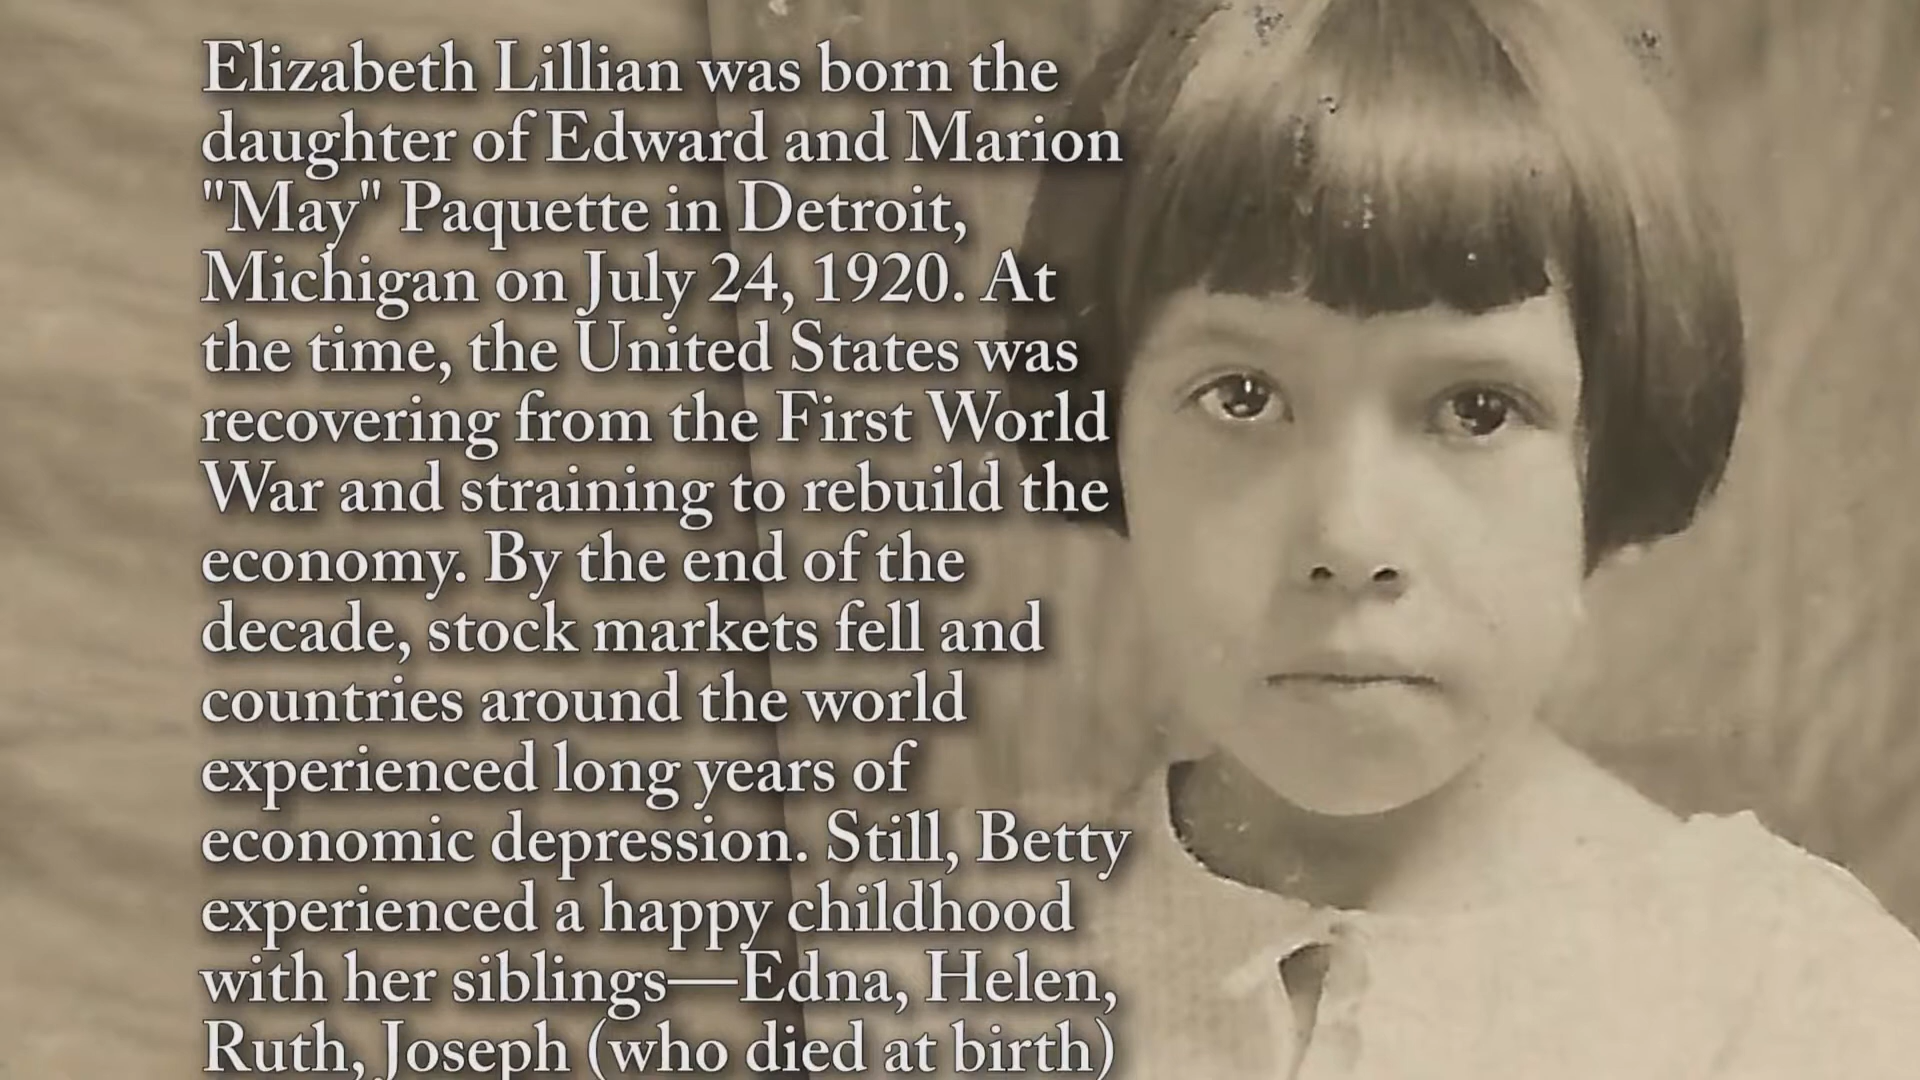 Elizabeth Lillian was born the
daughter of Edward and Marion
"May" Paquette in Detroit,
Michigan on July 24, 1920. At
the time, the United States was
recovering from the First World
War and straining to rebuild the
economy. By the end of the
decade, stock markets fell and
countries around the world
experienced long years of
economic depression. Still, Betty
experienced a happy childhood
with her siblings—Edna, Helen,
Ruth, Joseph (who died at birth)